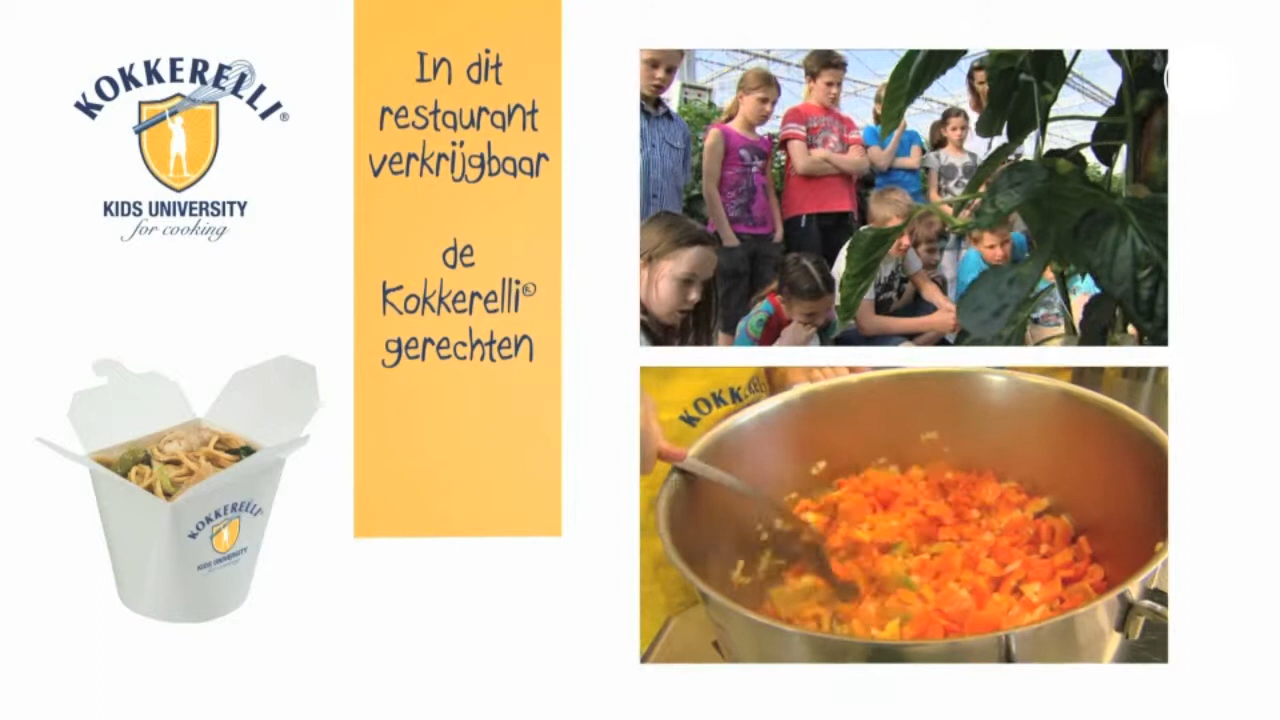 KOKKERELLI®
KIDS UNIVERSITY
for cooking
In dit
restaurant
verkrijgbaar
de
Kokkerelli®
gerechten
KOKKERELLI
KIDS UNIVERSITY
for cooking